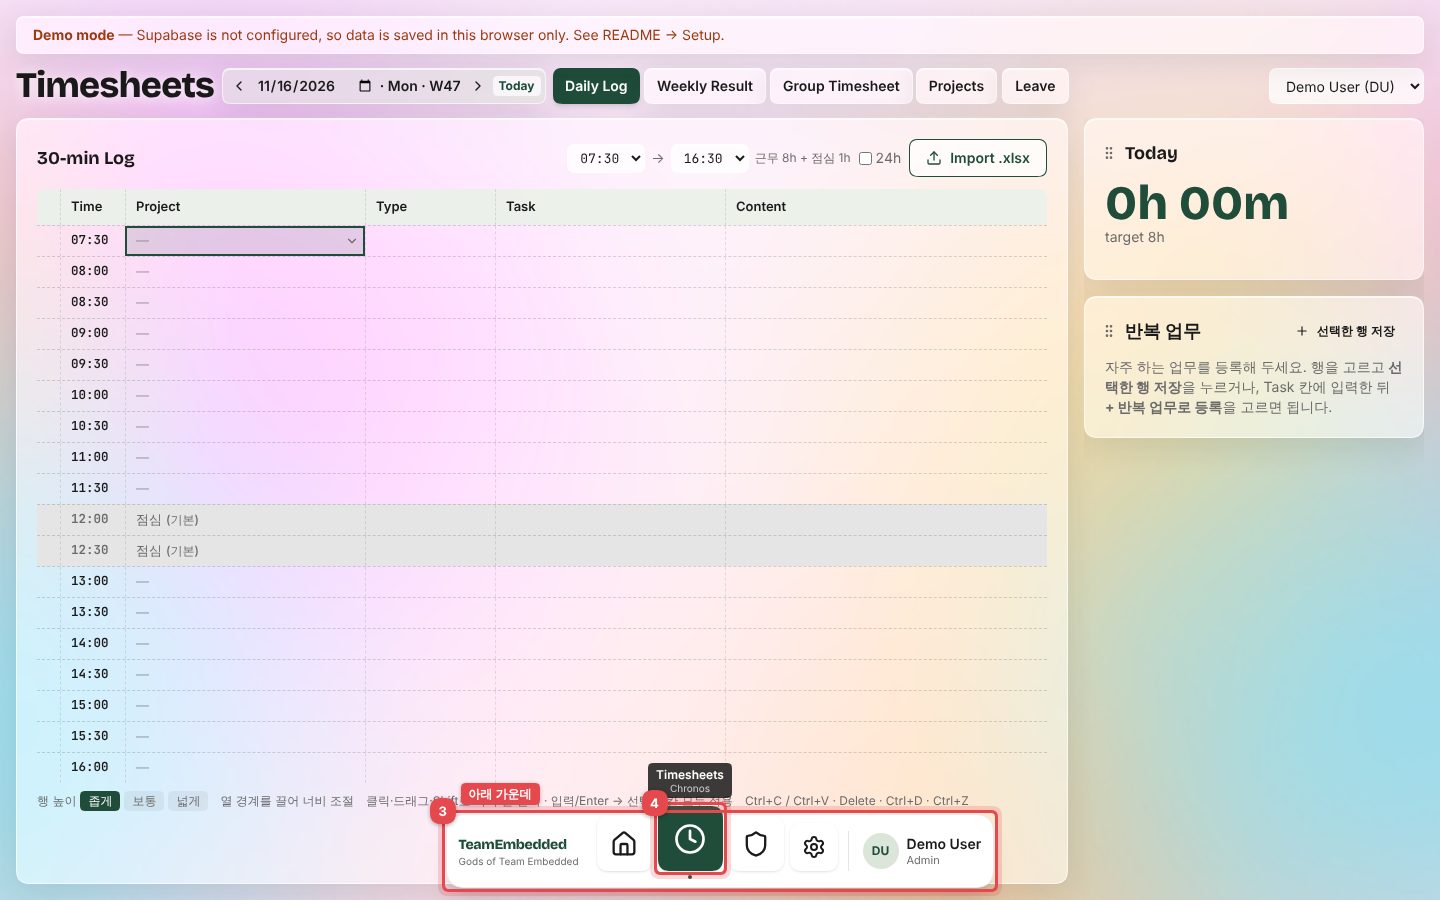 Demo mode — Supabase is not configured, so data is saved in this browser only. See README → Setup.
Timesheets
11/16/2026 · Mon · W47 Today
Daily Log
Weekly Result
Group Timesheet
Projects
Leave
Demo User (DU)
30-min Log
07:30 → 16:30 근무 8h + 점심 1h 24h
Import .xlsx
Time Project Type Task Content
07:30 —
08:00 —
08:30 —
09:00 —
09:30 —
10:00 —
10:30 —
11:00 —
11:30 —
12:00 점심 (기본)
12:30 점심 (기본)
13:00 —
13:30 —
14:00 —
14:30 —
15:00 —
15:30 —
16:00 —
행 높이 좁게 보통 넓게 열 경계를 끌어 너비 조절 클릭·드래그· · 입력/Enter → Ctrl+C / Ctrl+V · Delete · Ctrl+D · Ctrl+Z
Today
0h 00m
target 8h
반복 업무
+ 선택한 행 저장
자주 하는 업무를 등록해 두세요. 행을 고르고 선
택한 행 저장을 누르거나, Task 칸에 입력한 뒤
+ 반복 업무로 등록을 고르면 됩니다.
Timesheets
Chronos
아래 가운데
3
4
TeamEmbedded
Gods of Team Embedded
DU
Demo User
Admin